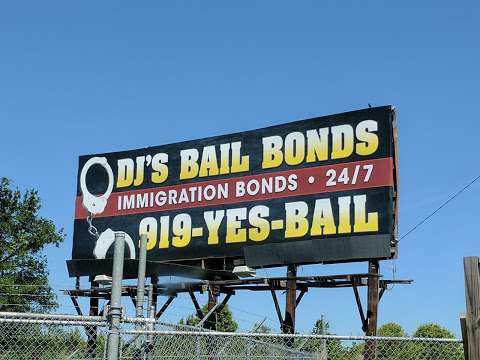 DJ'S BAIL BONDS
IMMIGRATION BONDS • 24/7
919-YES-BAIL